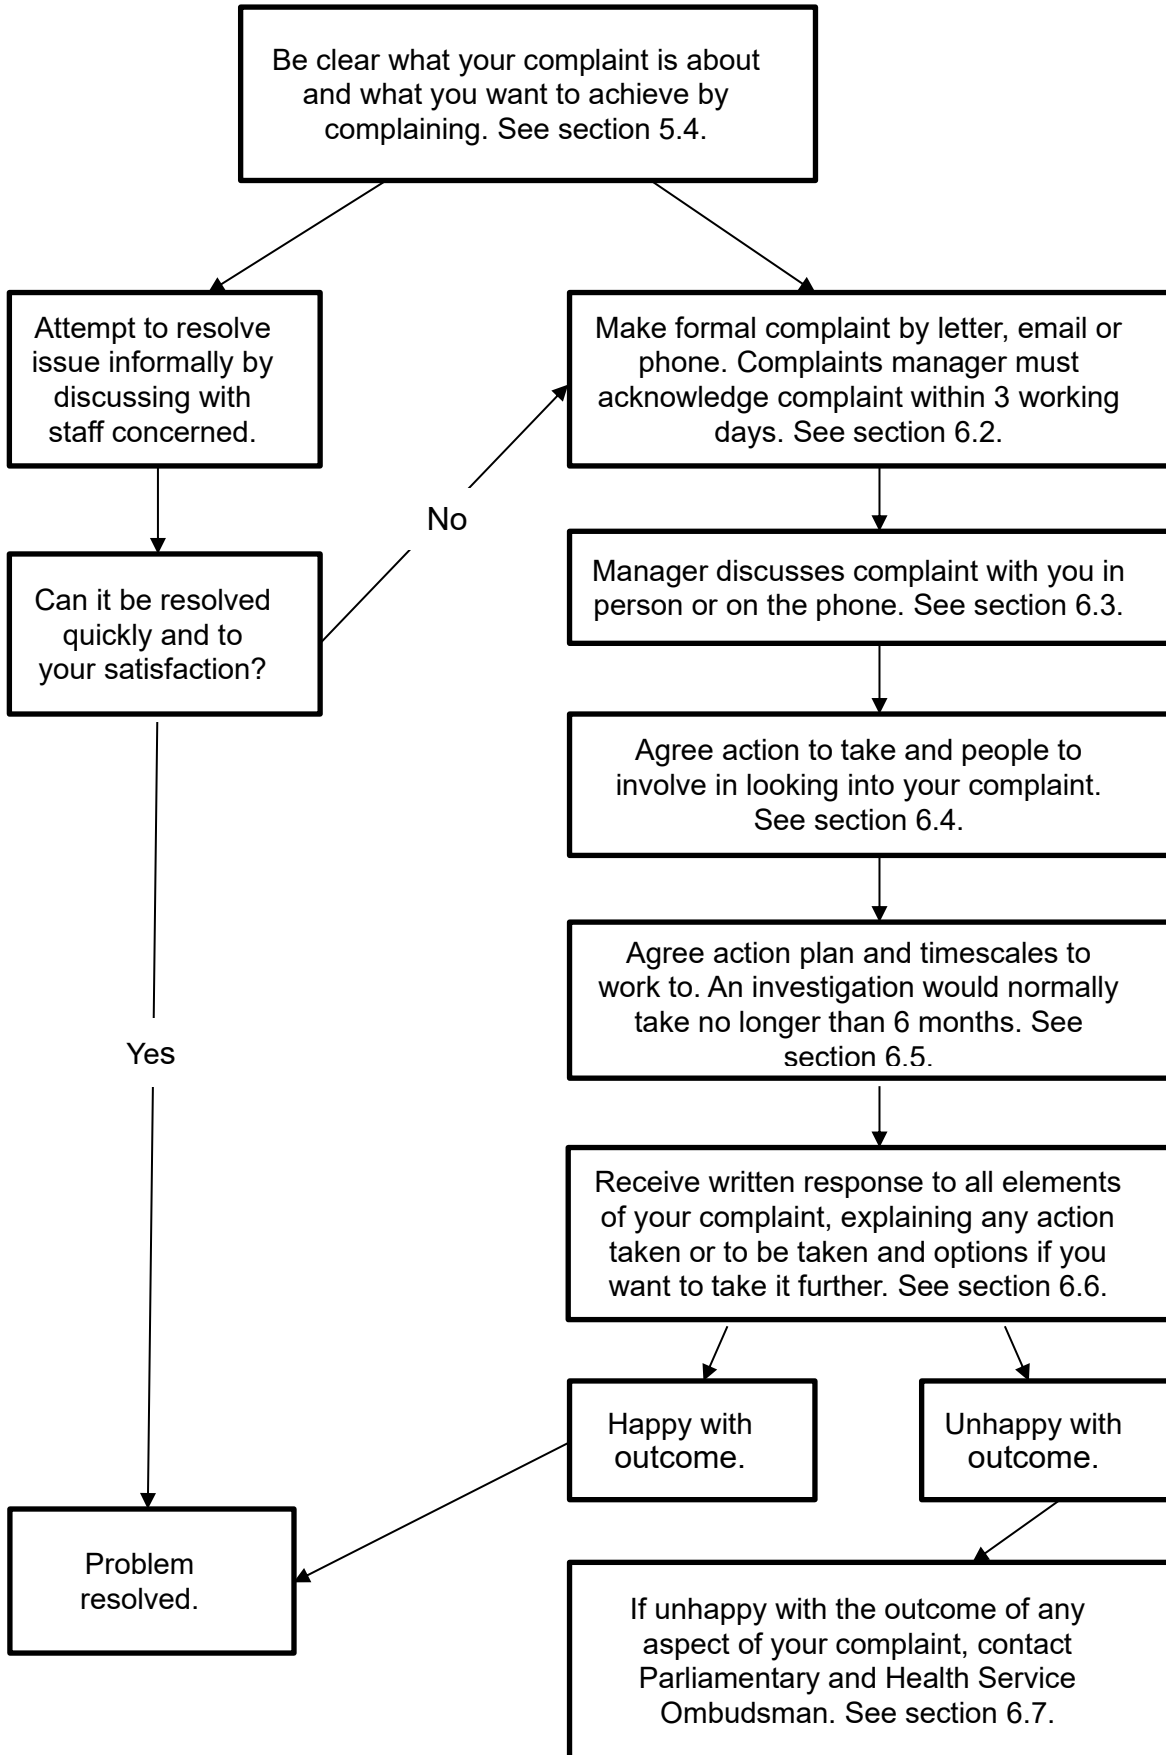 Be clear what your complaint is about
and what you want to achieve by
complaining. See section 5.4.
Attempt to resolve
issue informally by
discussing with
staff concerned.
Make formal complaint by letter, email or
phone. Complaints manager must
acknowledge complaint within 3 working
days. See section 6.2.
No
Can it be resolved
quickly and to
your satisfaction?
Manager discusses complaint with you in
person or on the phone. See section 6.3.
Agree action to take and people to
involve in looking into your complaint.
See section 6.4.
Agree action plan and timescales to
work to. An investigation would normally
take no longer than 6 months. See
section 6.5.
Yes
Receive written response to all elements
of your complaint, explaining any action
taken or to be taken and options if you
want to take it further. See section 6.6.
Happy with
outcome.
Unhappy with
outcome.
Problem
resolved.
If unhappy with the outcome of any
aspect of your complaint, contact
Parliamentary and Health Service
Ombudsman. See section 6.7.